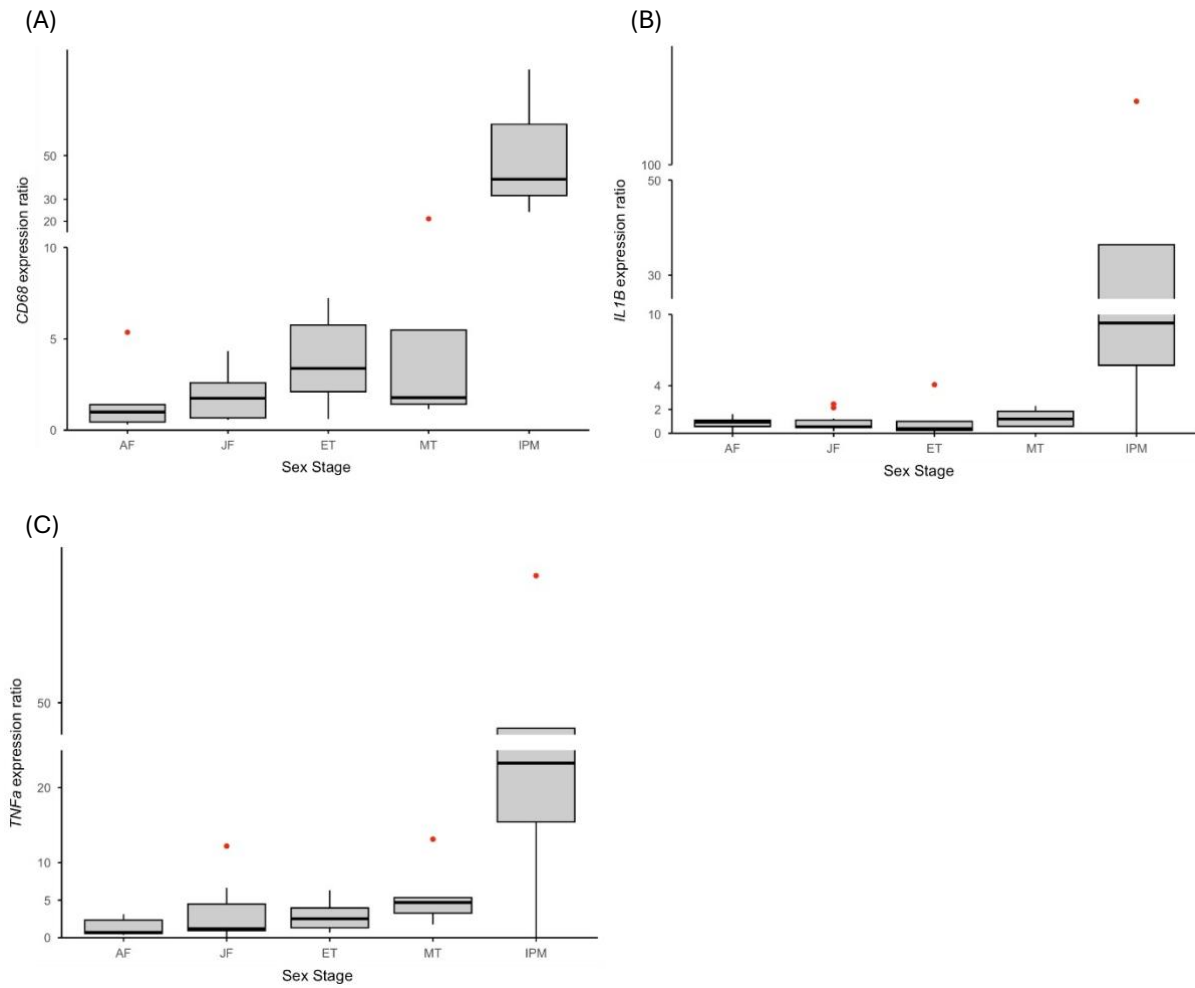 (A)
CD68 expression ratio
50
30
20
10
5
0
AF JF ET MT IPM
Sex Stage
(B)
IL1B expression ratio
100
50
30
10
4
2
0
AF JF ET MT IPM
Sex Stage
(C)
TNFa expression ratio
50
20
10
5
0
AF JF ET MT IPM
Sex Stage